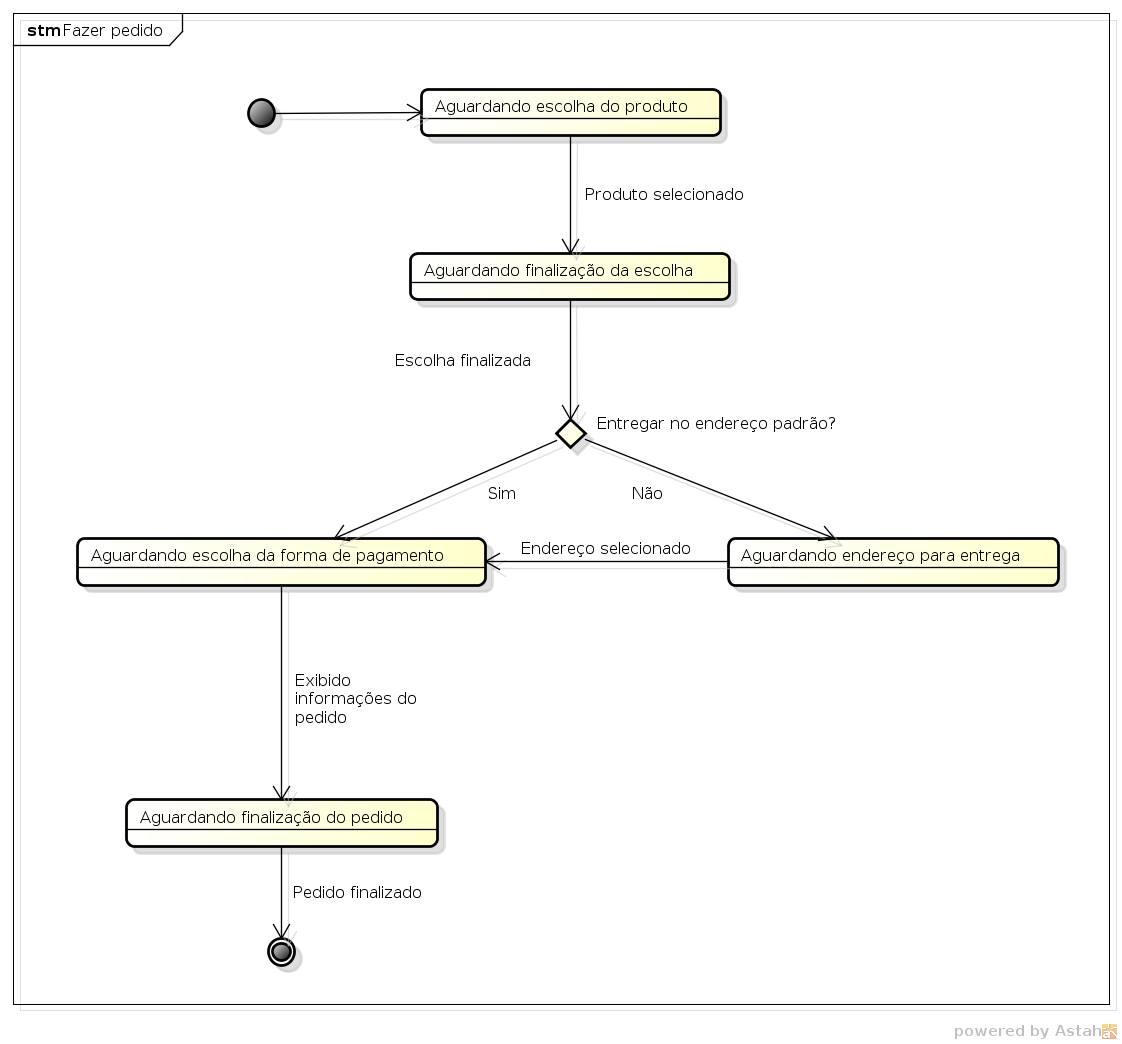 stm Fazer pedido
Aguardando escolha do produto
Produto selecionado
Aguardando finalização da escolha
Escolha finalizada
Entregar no endereço padrão?
Sim
Não
Aguardando escolha da forma de pagamento
Endereço selecionado
Aguardando endereço para entrega
Exibido
informações do
pedido
Aguardando finalização do pedido
Pedido finalizado
powered by Astah